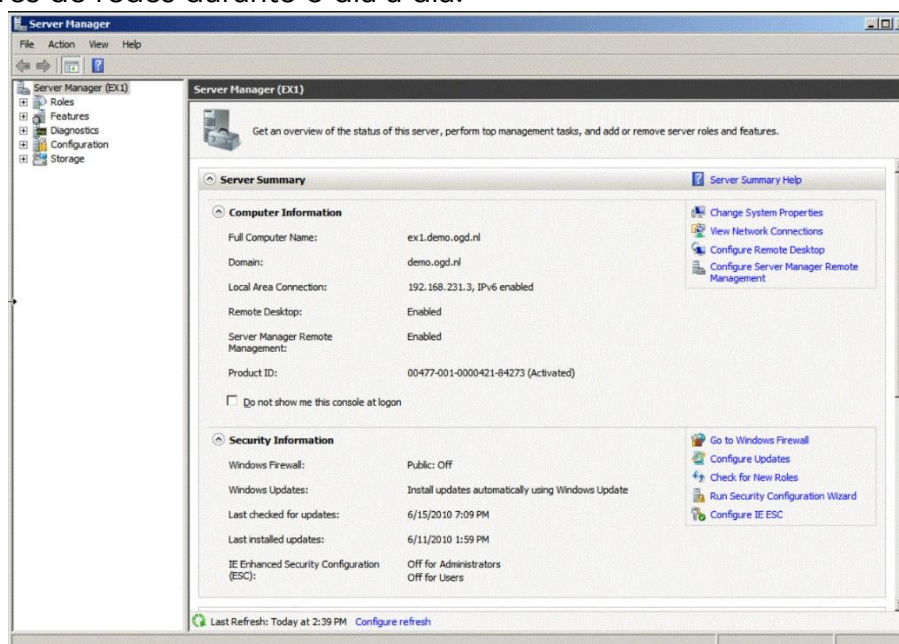 res de redes durante o dia a dia.
Server Manager
File Action View Help
Server Manager (EX1)
Roles
Features
Diagnostics
Configuration
Storage
Server Manager (EX1)
Get an overview of the status of this server, perform top management tasks, and add or remove server roles and features.
Server Summary
Server Summary Help
Computer Information
Full Computer Name: ex1.demo.ogd.nl
Domain: demo.ogd.nl
Local Area Connection: 192.168.231.3, IPv6 enabled
Remote Desktop: Enabled
Server Manager Remote Enabled
Management:
Product ID: 00477-001-0000421-84273 (Activated)
Do not show me this console at logon
Change System Properties
View Network Connections
Configure Remote Desktop
Configure Server Manager Remote
Management
Security Information
Windows Firewall: Public: Off
Windows Updates: Install updates automatically using Windows Update
Last checked for updates: 6/15/2010 7:09 PM
Last installed updates: 6/11/2010 1:59 PM
IE Enhanced Security Configuration Off for Administrators
(ESC): Off for Users
Go to Windows Firewall
Configure Updates
Check for New Roles
Run Security Configuration Wizard
Configure IE ESC
Last Refresh: Today at 2:39 PM Configure refresh